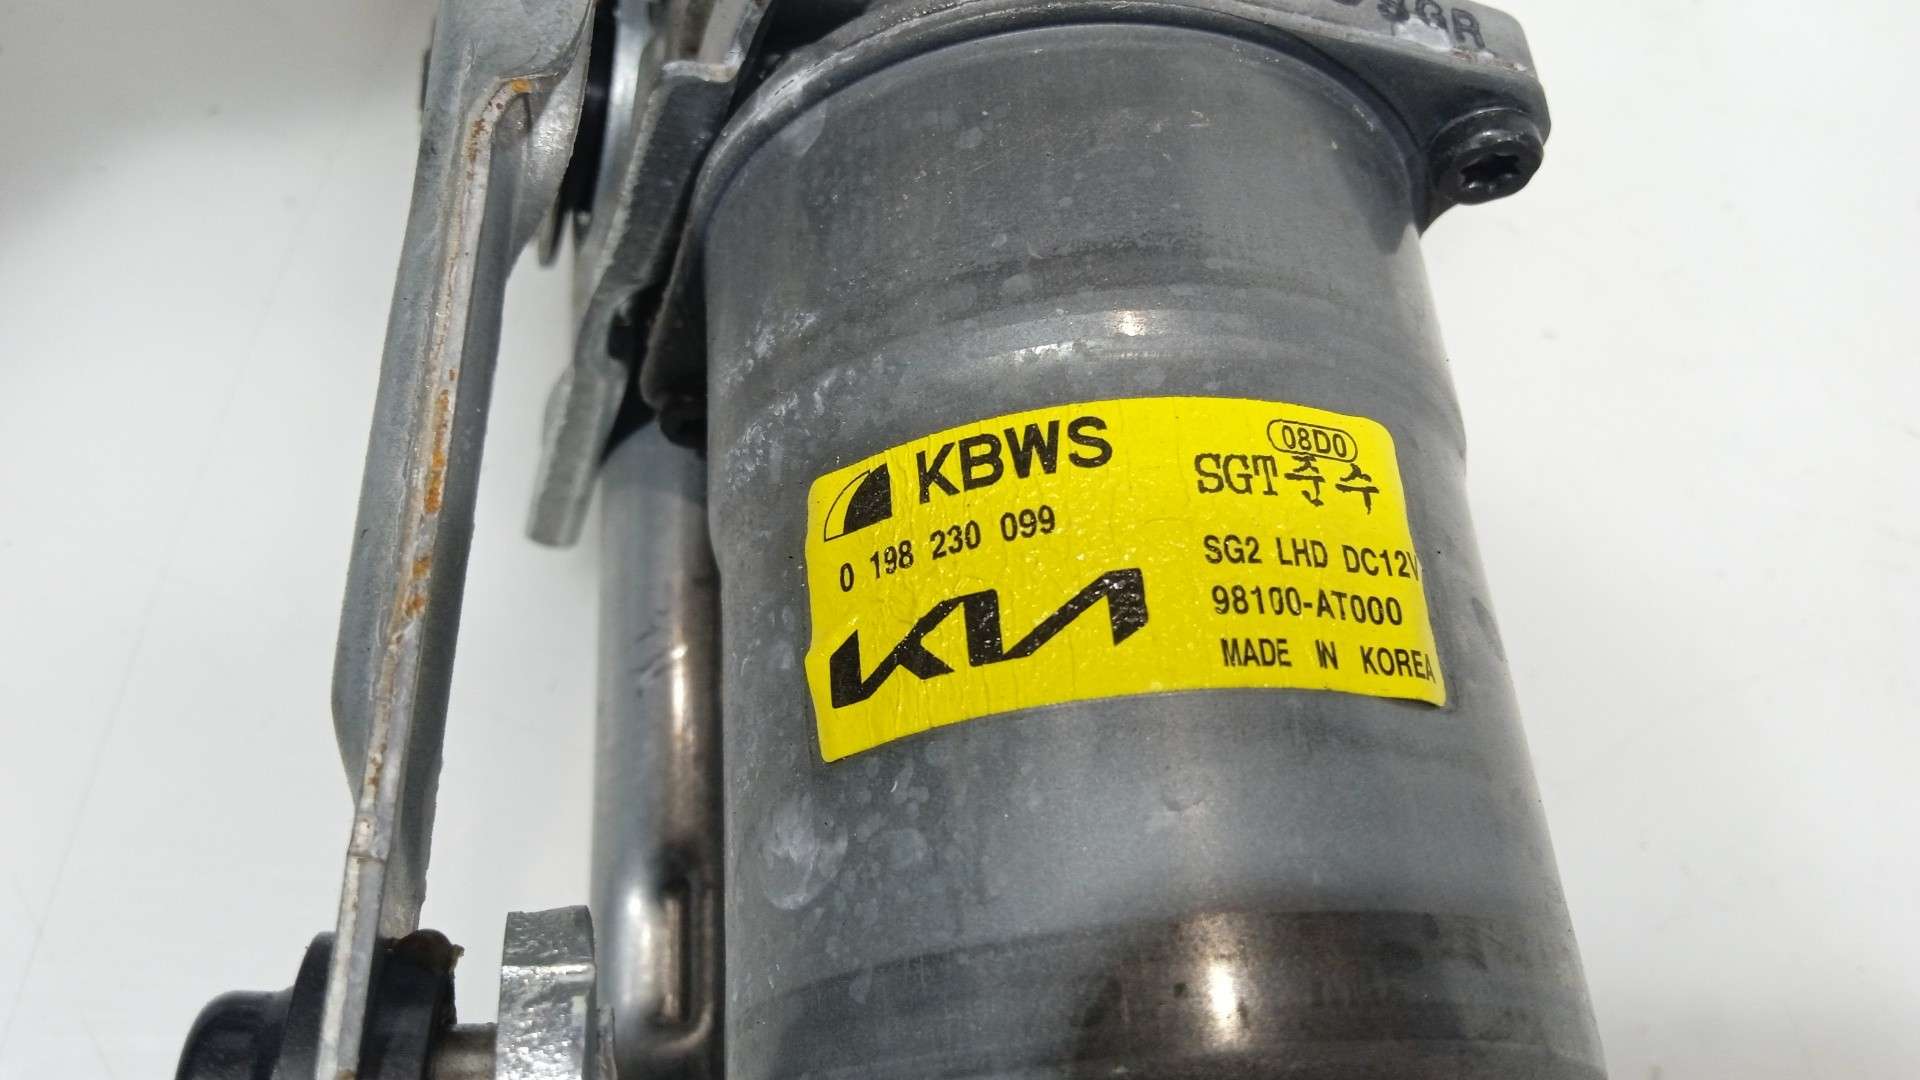 KBWS
0 198 230 099
KIA
08D0
SGT준수
SG2 LHD DC12V
98100-AT000
MADE IN KOREA